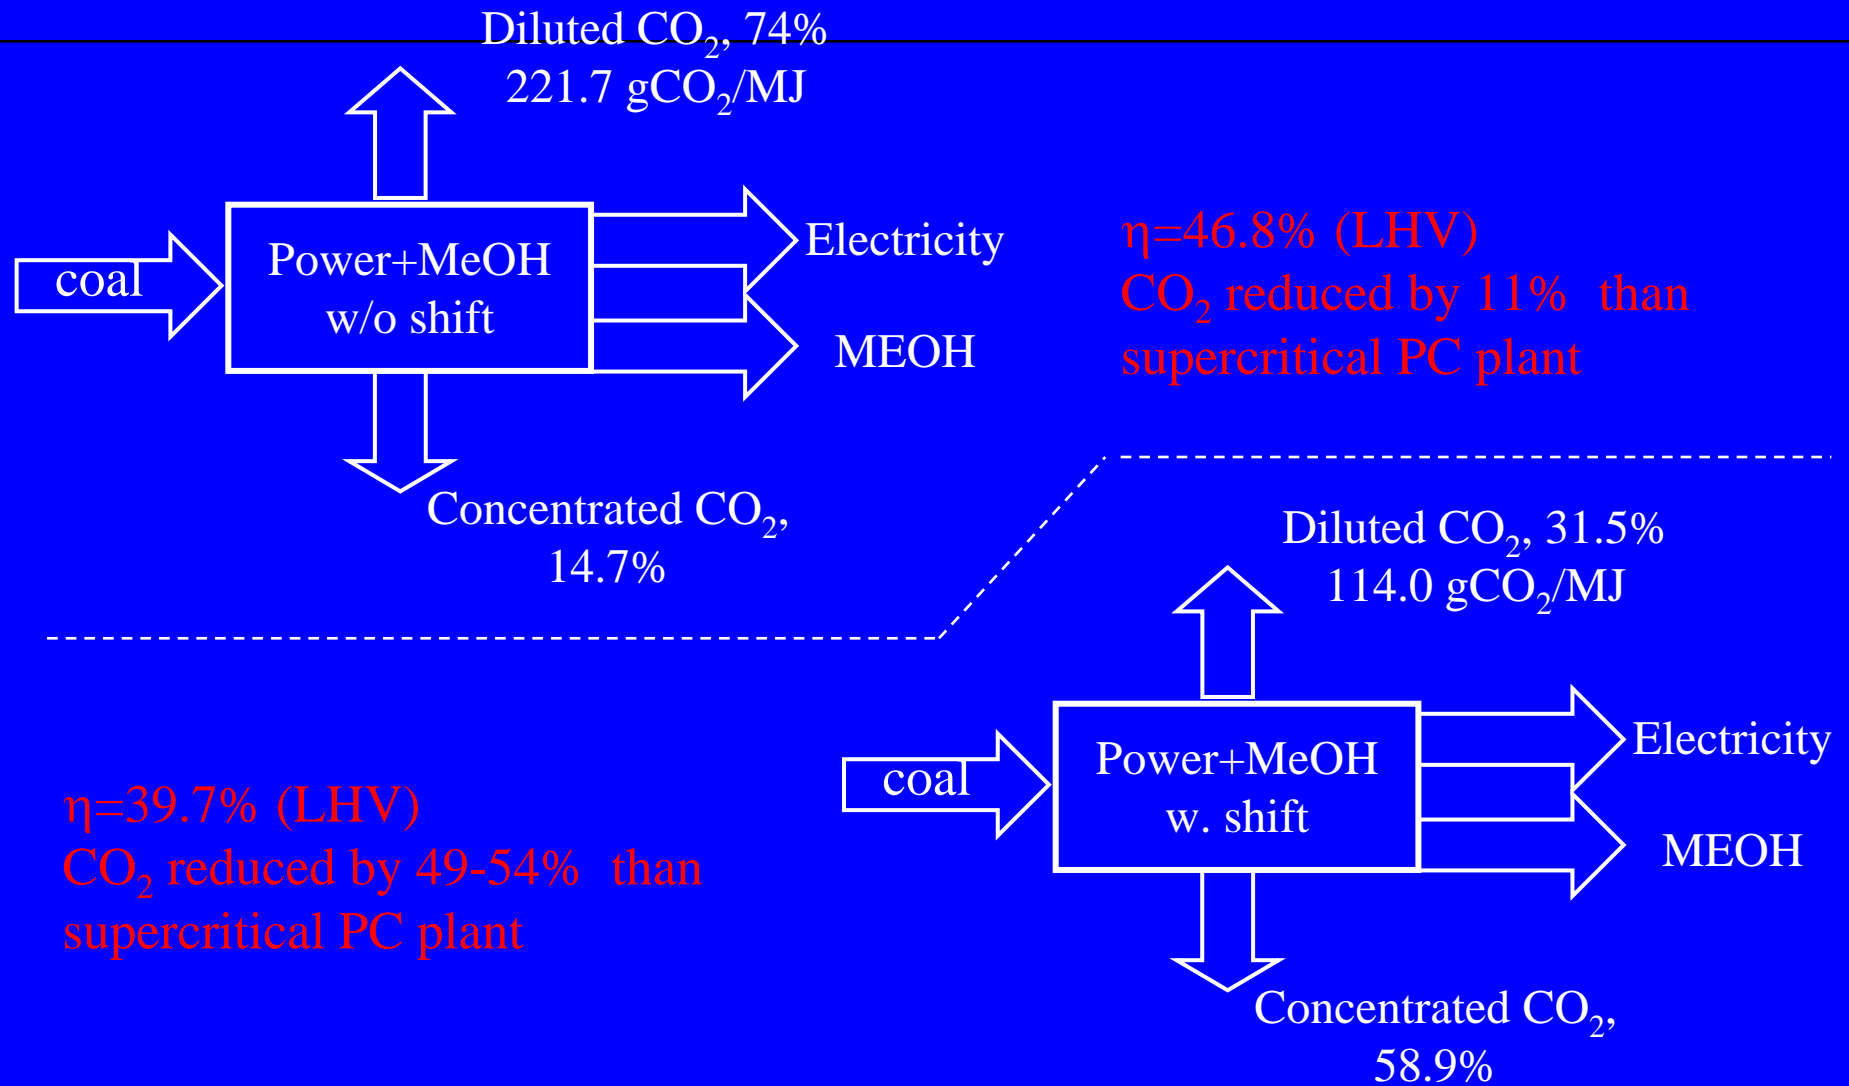 Diluted CO₂, 74%
221.7 gCO₂/MJ
coal
Power+MeOH
w/o shift
Electricity
MEOH
η=46.8% (LHV)
CO₂ reduced by 11% than
supercritical PC plant
Concentrated CO₂,
14.7%
Diluted CO₂, 31.5%
114.0 gCO₂/MJ
coal
Power+MeOH
w. shift
Electricity
MEOH
η=39.7% (LHV)
CO₂ reduced by 49-54% than
supercritical PC plant
Concentrated CO₂,
58.9%